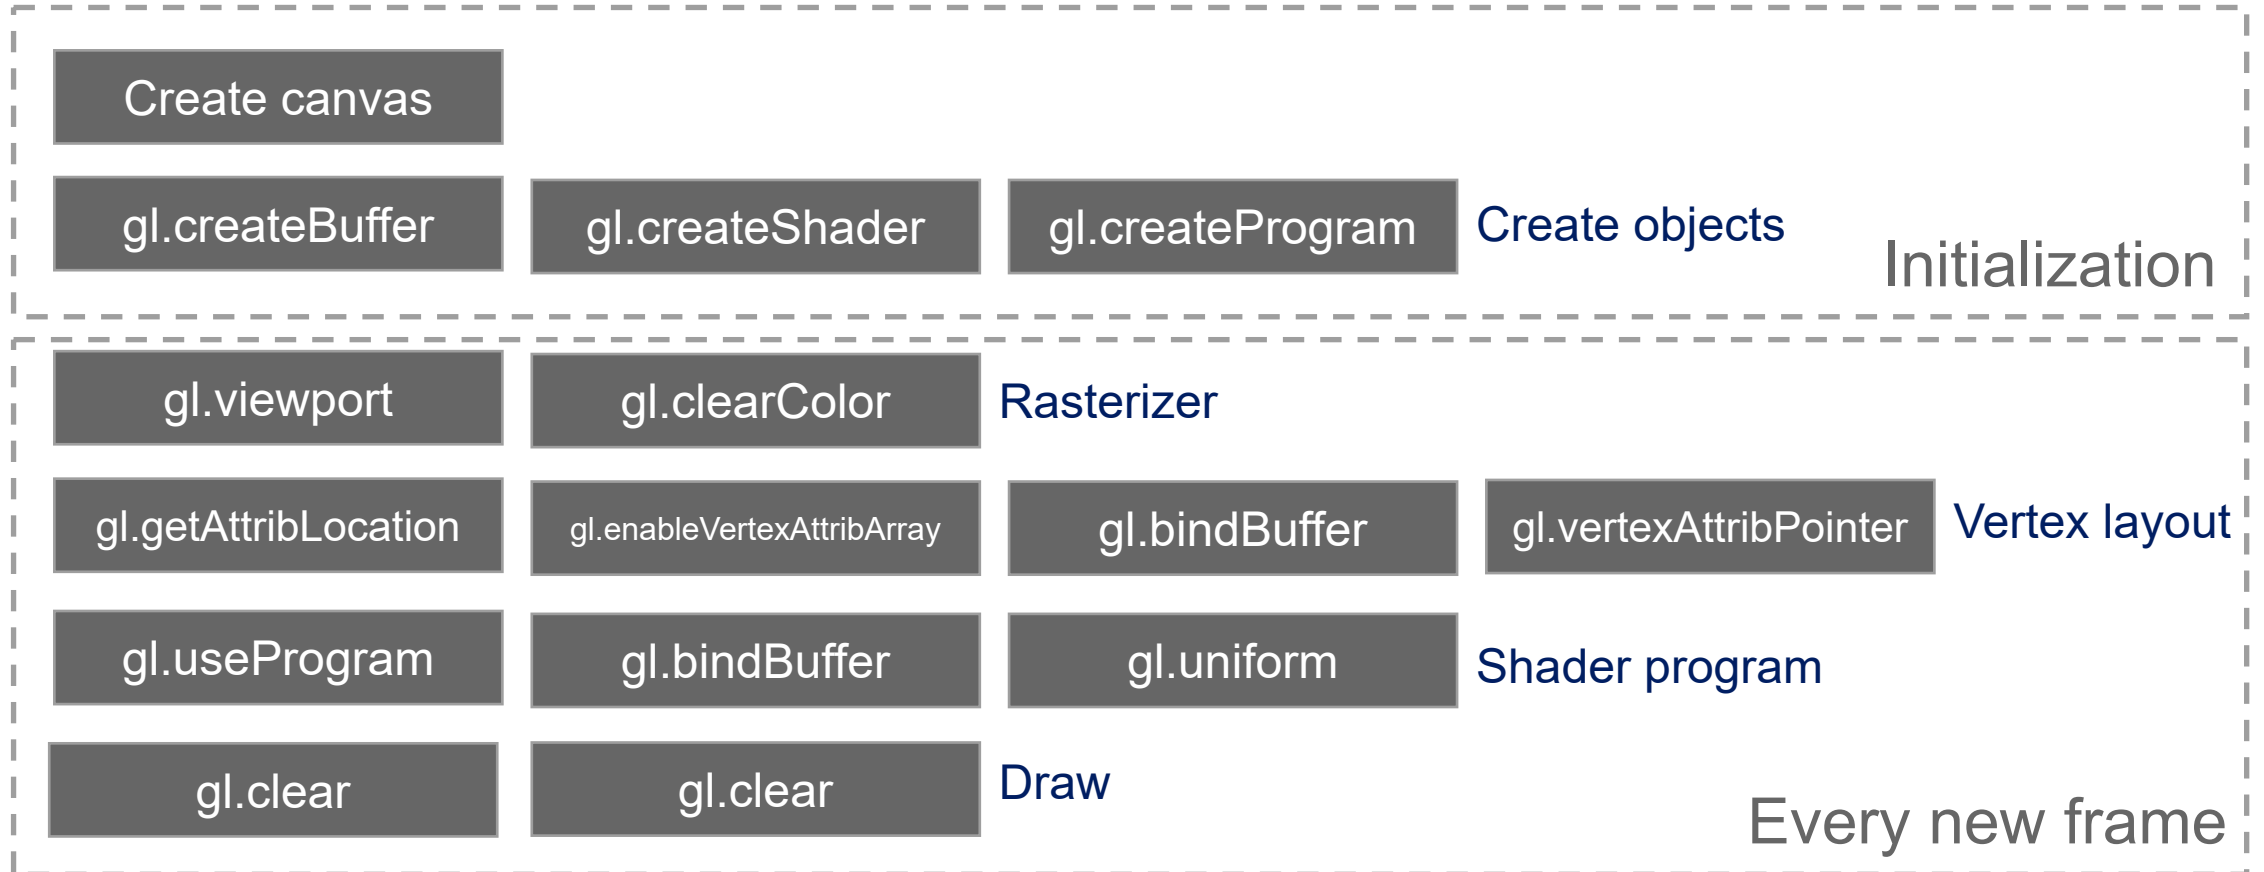 Create canvas
gl.createBuffer gl.createShader gl.createProgram Create objects
Initialization
gl.viewport gl.clearColor Rasterizer
gl.getAttribLocation gl.enableVertexAttribArray gl.bindBuffer gl.vertexAttribPointer Vertex layout
gl.useProgram gl.bindBuffer gl.uniform Shader program
gl.clear gl.clear Draw
Every new frame